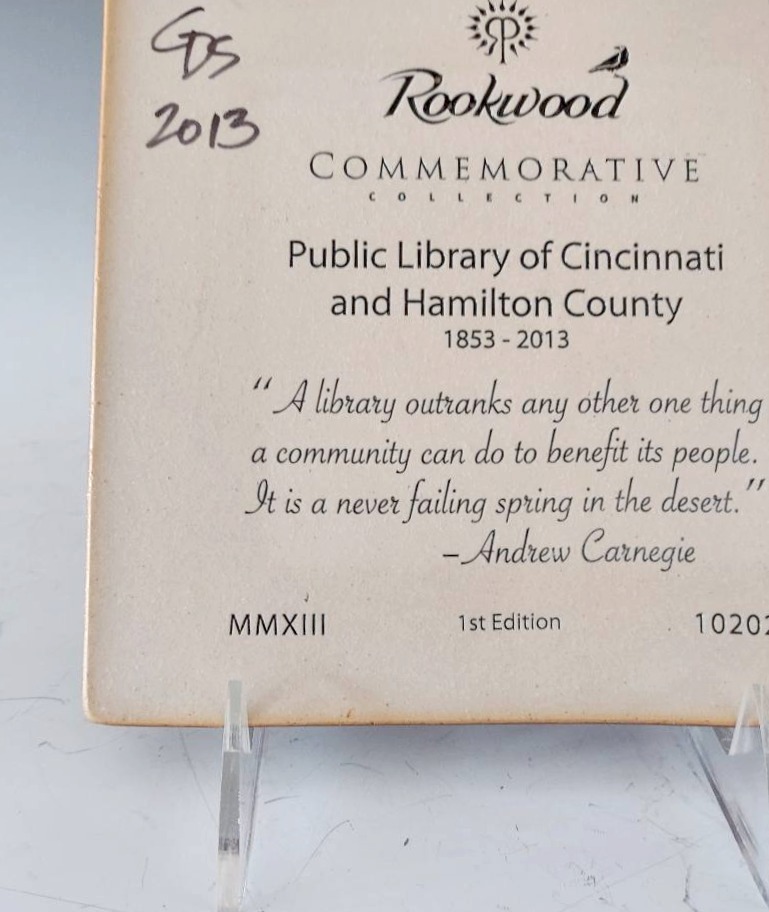 GDS
2013
RP
Rookwood
COMMEMORATIVE
COLLECTION
Public Library of Cincinnati
and Hamilton County
1853 - 2013
“A library outranks any other one thing
a community can do to benefit its people.
It is a never failing spring in the desert.”
– Andrew Carnegie
MMXIII 1st Edition